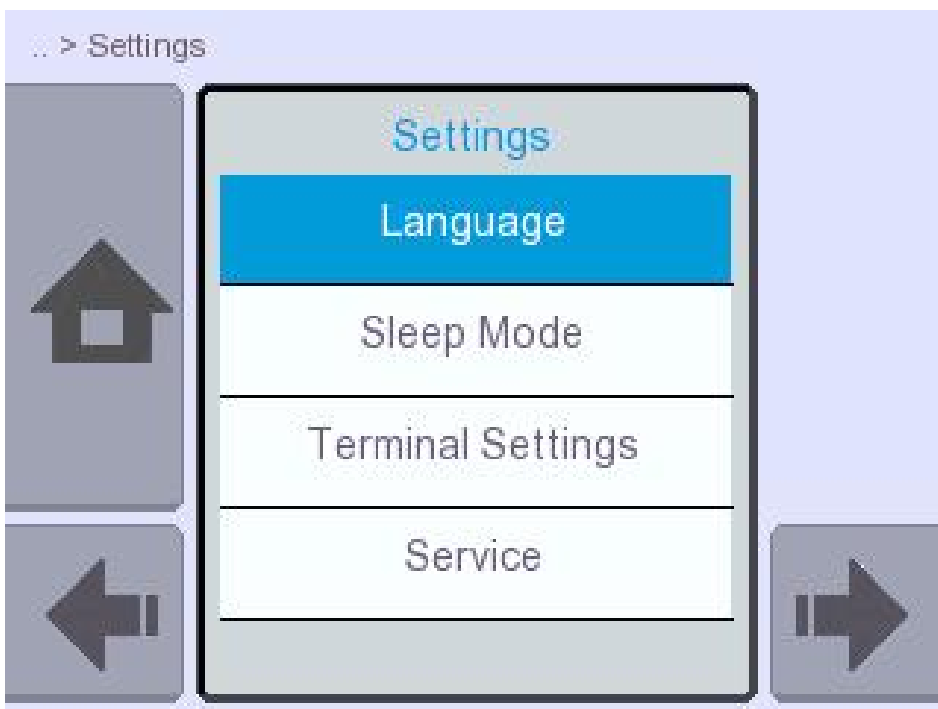 .. > Settings
Settings
Language
Sleep Mode
Terminal Settings
Service